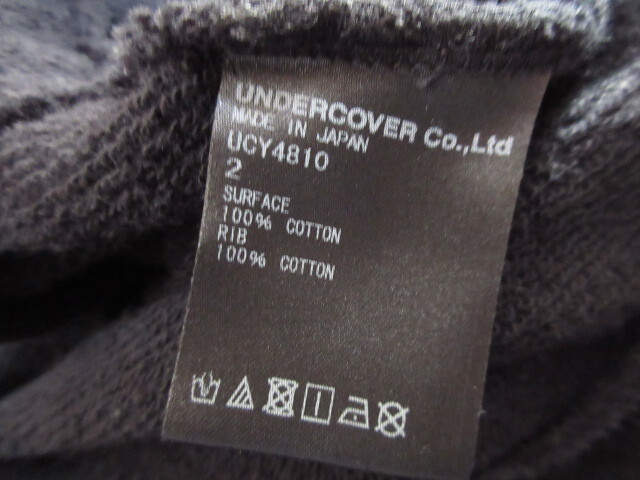 UNDERCOVER Co.,Ltd
MADE IN JAPAN
UCY4810
2
SURFACE
100% COTTON
RIB
100% COTTON